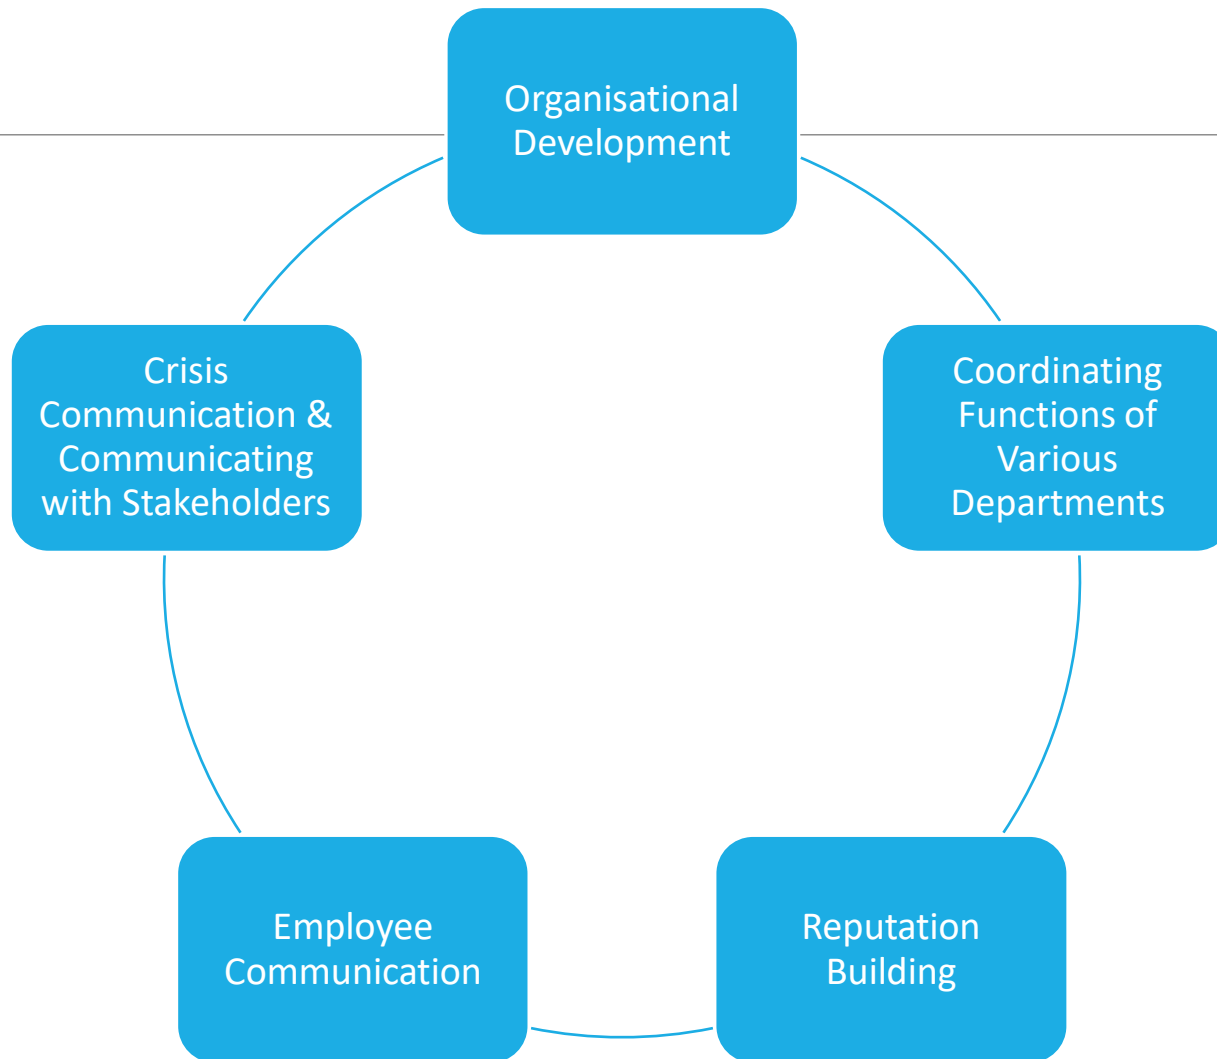 Organisational
Development
Crisis
Communication &
Communicating
with Stakeholders
Coordinating
Functions of
Various
Departments
Employee
Communication
Reputation
Building